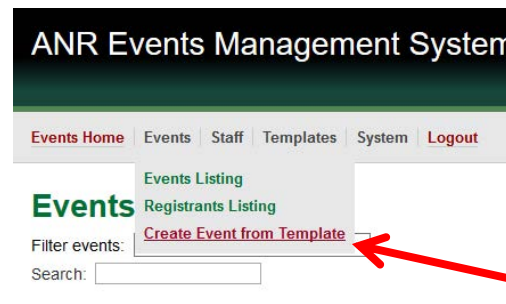 ANR Events Management System
Events Home Events Staff Templates System Logout
Events Listing
Events Registrants Listing
Create Event from Template
Filter events:
Search: